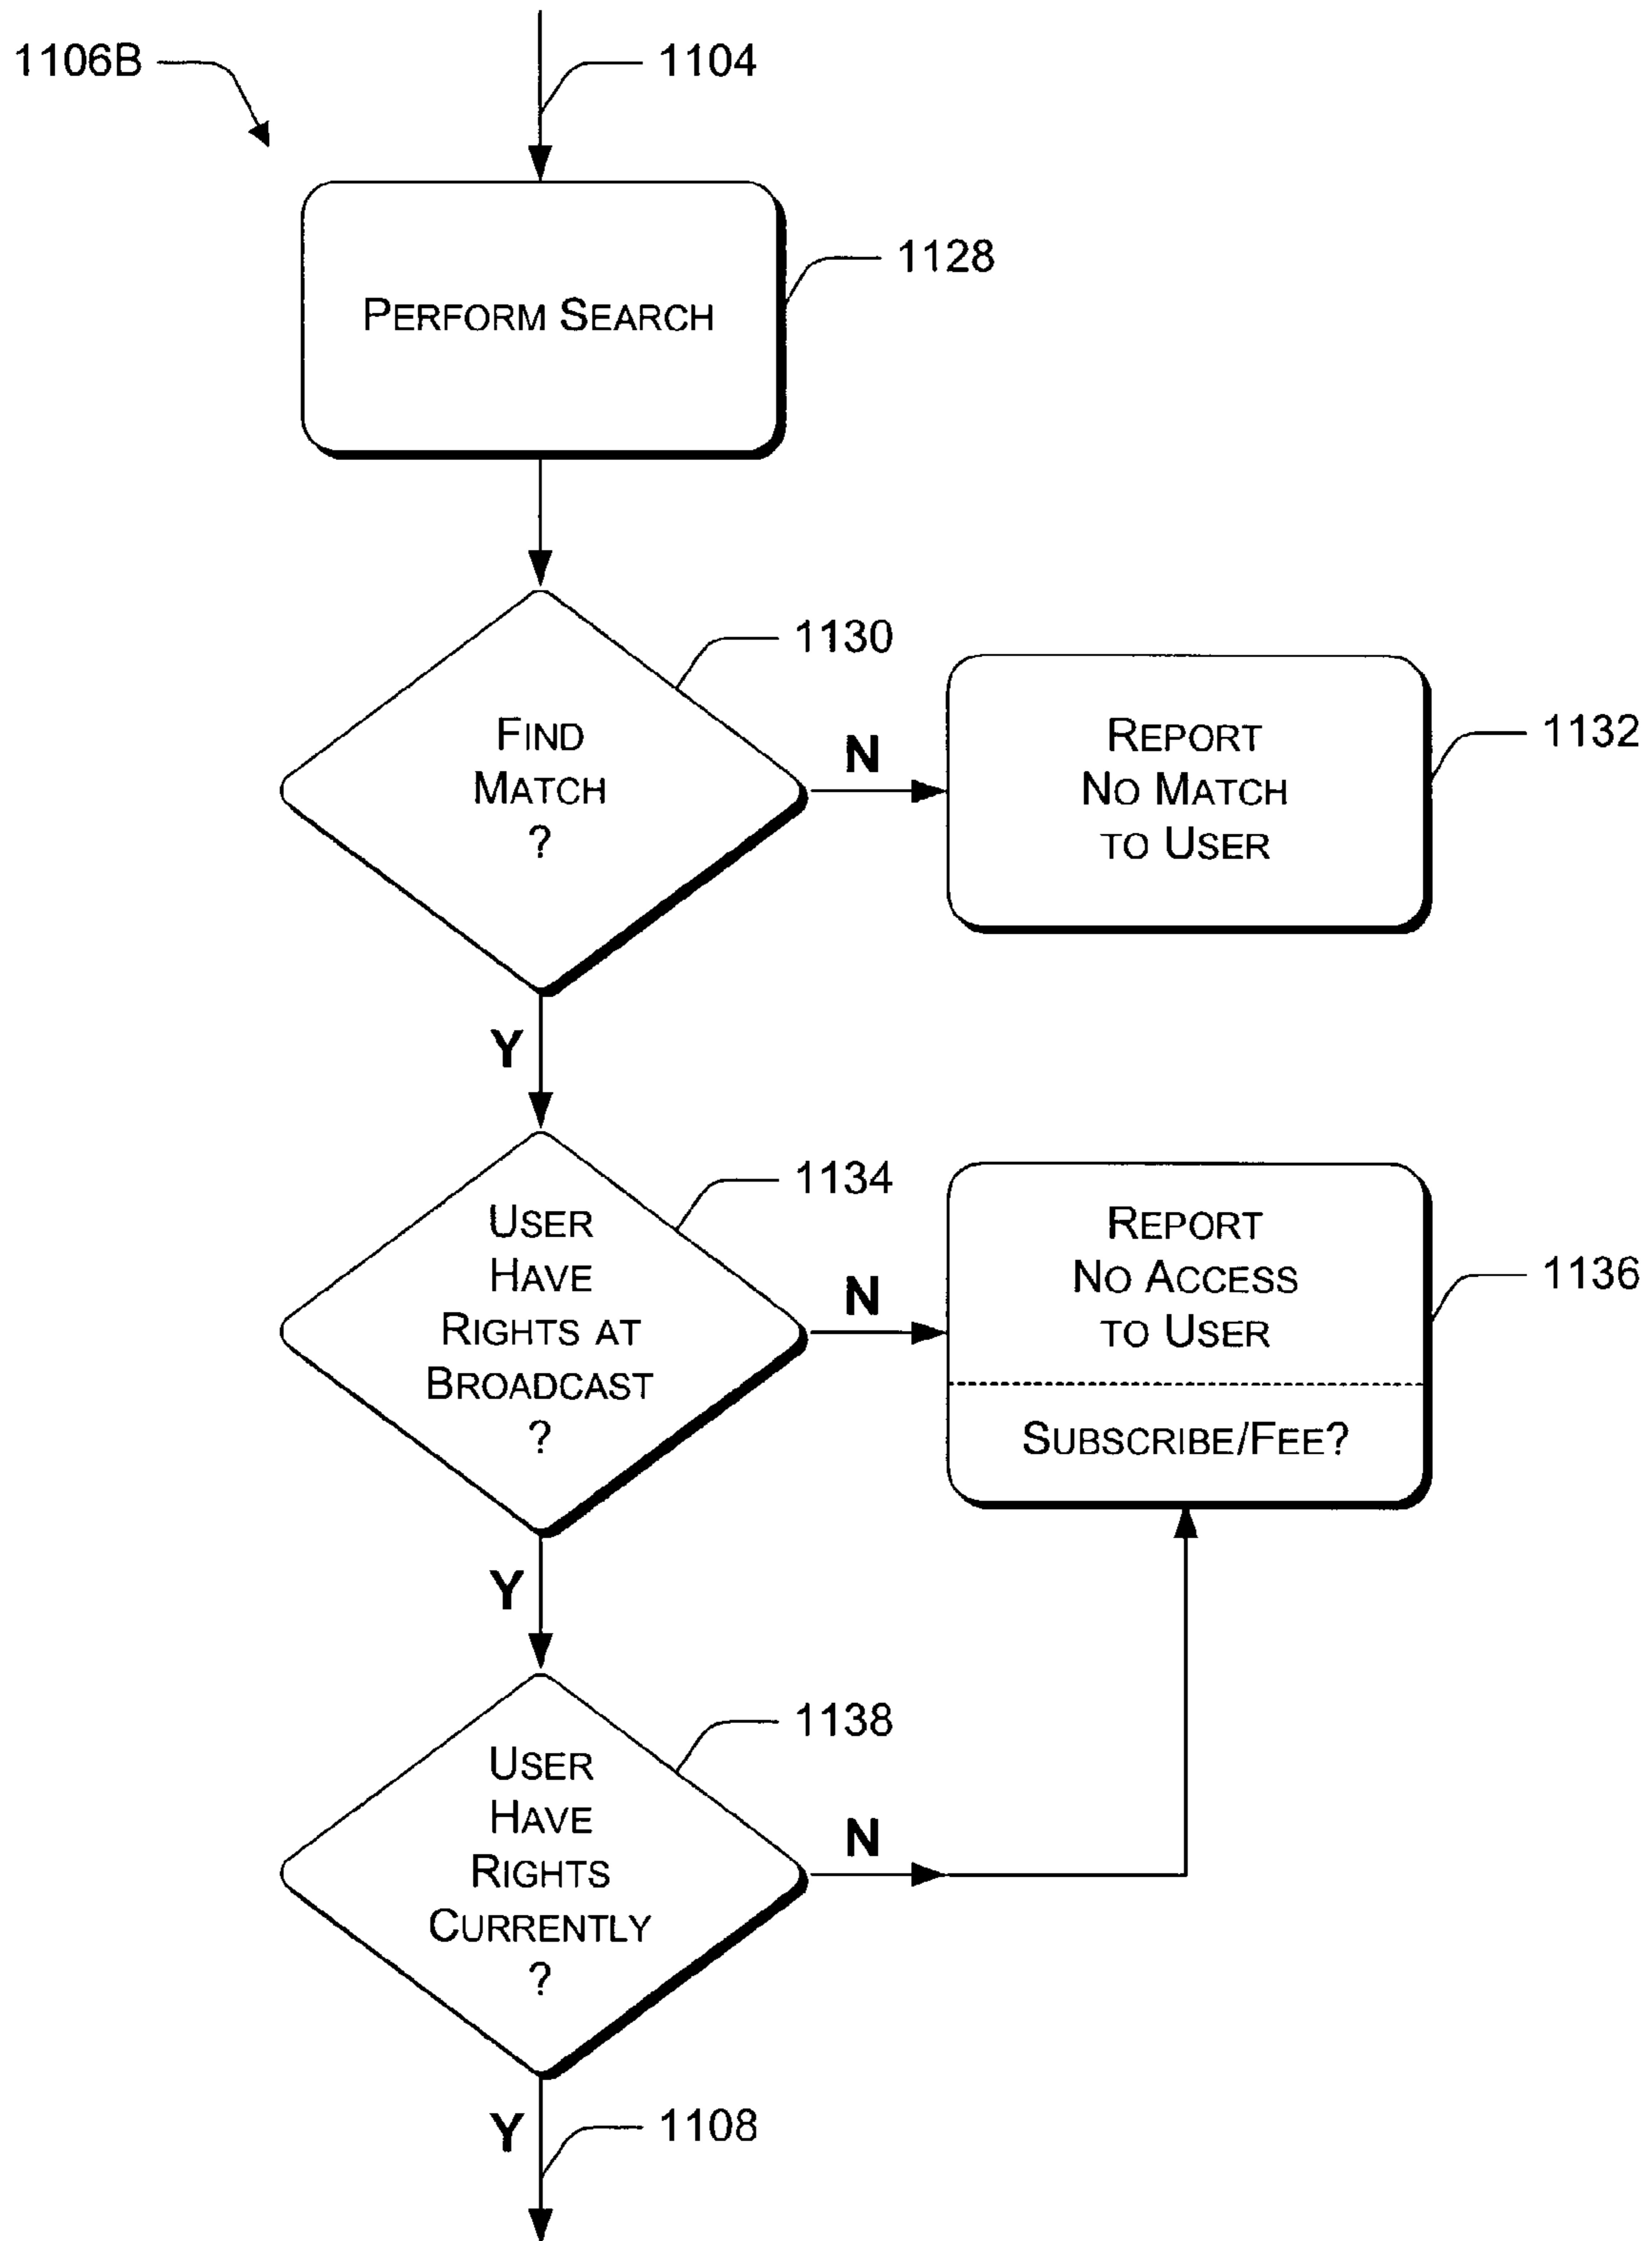 1106B
1104
PERFORM SEARCH
1128
FIND
MATCH
?
1130
N
REPORT
NO MATCH
TO USER
1132
Y
USER
HAVE
RIGHTS AT
BROADCAST
?
1134
N
REPORT
NO ACCESS
TO USER
SUBSCRIBE/FEE?
1136
Y
USER
HAVE
RIGHTS
CURRENTLY
?
1138
N
Y
1108